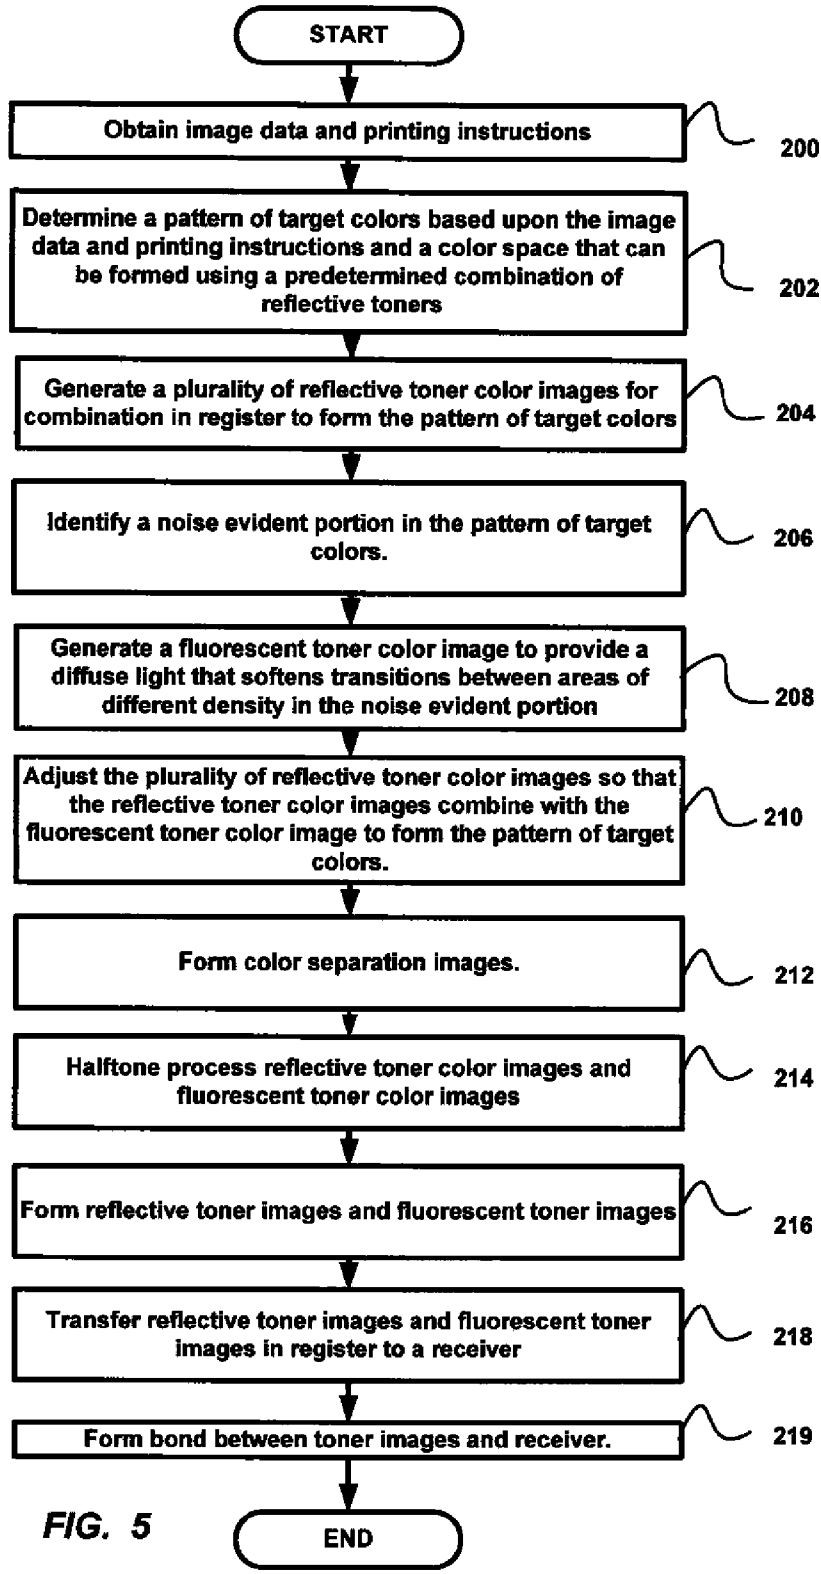 START
Obtain image data and printing instructions
200
Determine a pattern of target colors based upon the image
data and printing instructions and a color space that can
be formed using a predetermined combination of
reflective toners
202
Generate a plurality of reflective toner color images for
combination in register to form the pattern of target colors
204
Identify a noise evident portion in the pattern of target
colors.
206
Generate a fluorescent toner color image to provide a
diffuse light that softens transitions between areas of
different density in the noise evident portion
208
Adjust the plurality of reflective toner color images so that
the reflective toner color images combine with the
fluorescent toner color image to form the pattern of target
colors.
210
Form color separation images.
212
Halftone process reflective toner color images and
fluorescent toner color images
214
Form reflective toner images and fluorescent toner images
216
Transfer reflective toner images and fluorescent toner
images in register to a receiver
218
Form bond between toner images and receiver.
219
FIG. 5
END